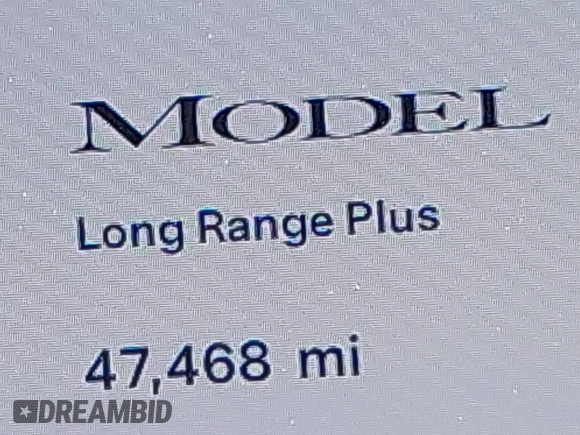 MODEL
Long Range Plus
47,468 mi
DREAMBID